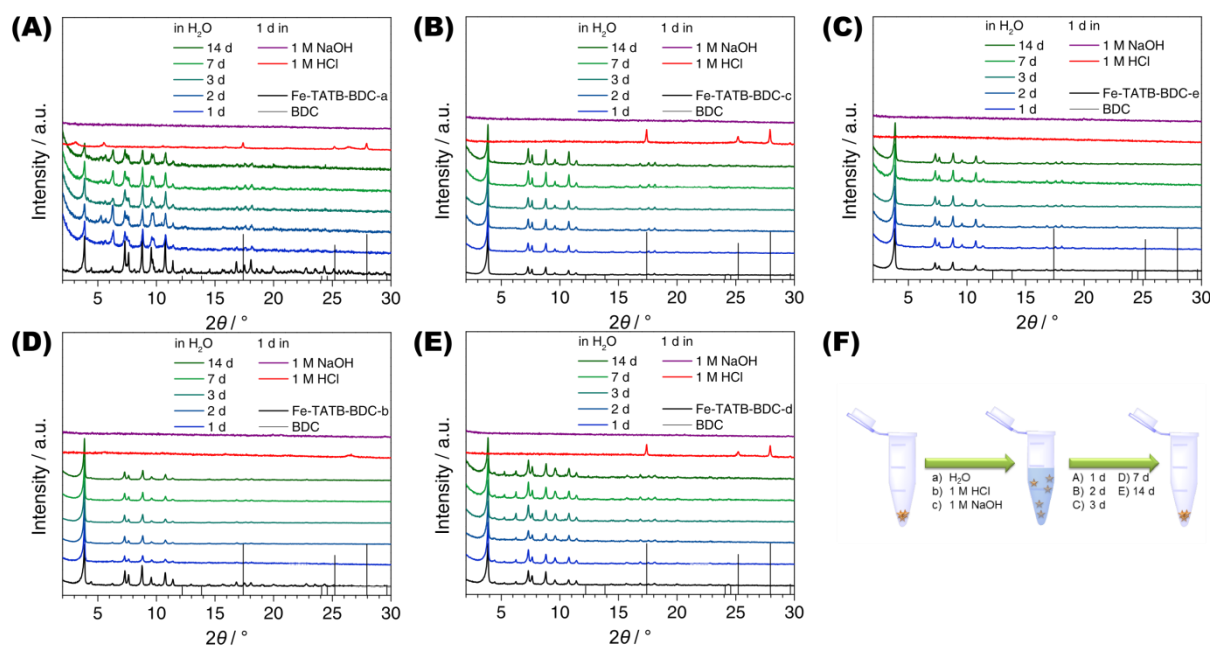 (A)
in H2O 1 d in
14 d 1 M NaOH
7 d 1 M HCl
3 d
2 d Fe-TATB-BDC-a
1 d BDC
Intensity / a.u.
5 10 15 20 25 30
2θ / °
(B)
in H2O 1 d in
14 d 1 M NaOH
7 d 1 M HCl
3 d
2 d Fe-TATB-BDC-c
1 d BDC
Intensity / a.u.
5 10 15 20 25 30
2θ / °
(C)
in H2O 1 d in
14 d 1 M NaOH
7 d 1 M HCl
3 d
2 d Fe-TATB-BDC-e
1 d BDC
Intensity / a.u.
5 10 15 20 25 30
2θ / °
(D)
in H2O 1 d in
14 d 1 M NaOH
7 d 1 M HCl
3 d
2 d Fe-TATB-BDC-b
1 d BDC
Intensity / a.u.
5 10 15 20 25 30
2θ / °
(E)
in H2O 1 d in
14 d 1 M NaOH
7 d 1 M HCl
3 d
2 d Fe-TATB-BDC-d
1 d BDC
Intensity / a.u.
5 10 15 20 25 30
2θ / °
(F)
a) H2O
b) 1 M HCl
c) 1 M NaOH
A) 1 d D) 7 d
B) 2 d E) 14 d
C) 3 d